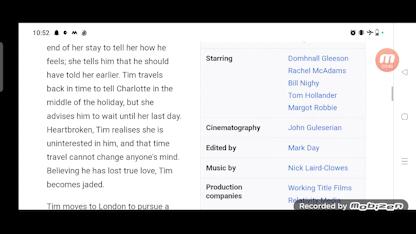 10:52
end of her stay to tell her how he
feels; she tells him that he should
have told her earlier. Tim travels
back in time to tell Charlotte in the
middle of the holiday, but she
advises him to wait until her last day.
Heartbroken, Tim realises she is
uninterested in him, and that time
travel cannot change anyone's mind.
Believing he has lost true love, Tim
becomes jaded.
Tim moves to London to pursue a
Starring
Domhnall Gleeson
Rachel McAdams
Bill Nighy
Tom Hollander
Margot Robbie
Cinematography
John Guleserian
Edited by
Mark Day
Music by
Nick Laird-Clowes
Production
companies
Working Title Films
Relativity Media
Recorded by Mobizen